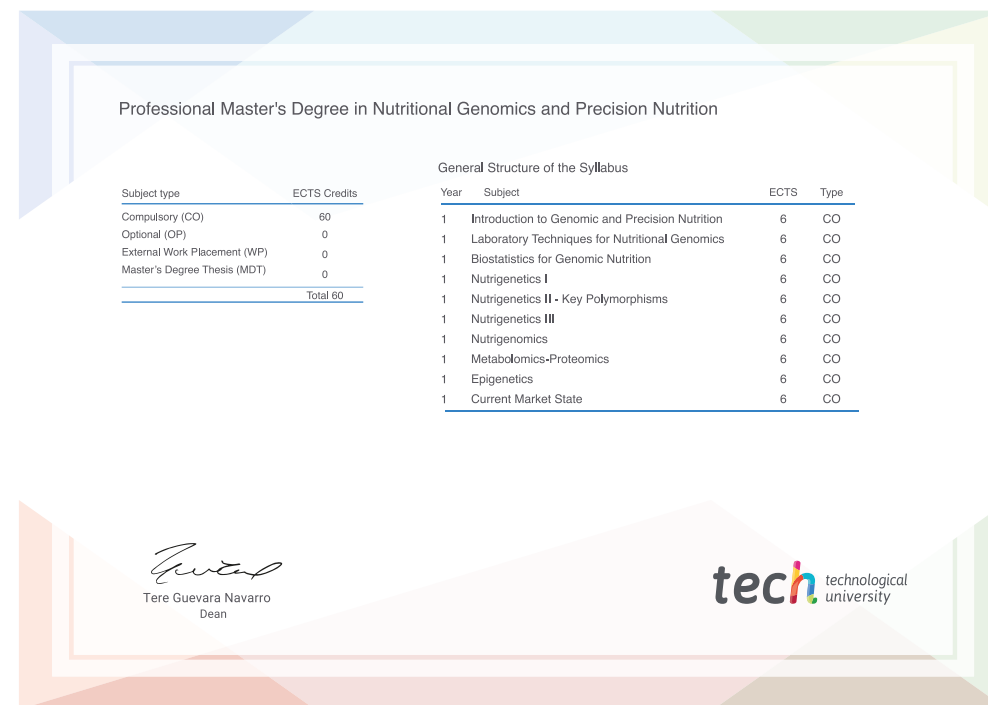 Professional Master's Degree in Nutritional Genomics and Precision Nutrition
Subject type ECTS Credits
Compulsory (CO) 60
Optional (OP) 0
External Work Placement (WP) 0
Master's Degree Thesis (MDT) 0
Total 60
General Structure of the Syllabus
Year Subject ECTS Type
1 Introduction to Genomic and Precision Nutrition 6 CO
1 Laboratory Techniques for Nutritional Genomics 6 CO
1 Biostatistics for Genomic Nutrition 6 CO
1 Nutrigenetics I 6 CO
1 Nutrigenetics II - Key Polymorphisms 6 CO
1 Nutrigenetics III 6 CO
1 Nutrigenomics 6 CO
1 Metabolomics-Proteomics 6 CO
1 Epigenetics 6 CO
1 Current Market State 6 CO
Tere Guevara Navarro
Dean
tech technological
university